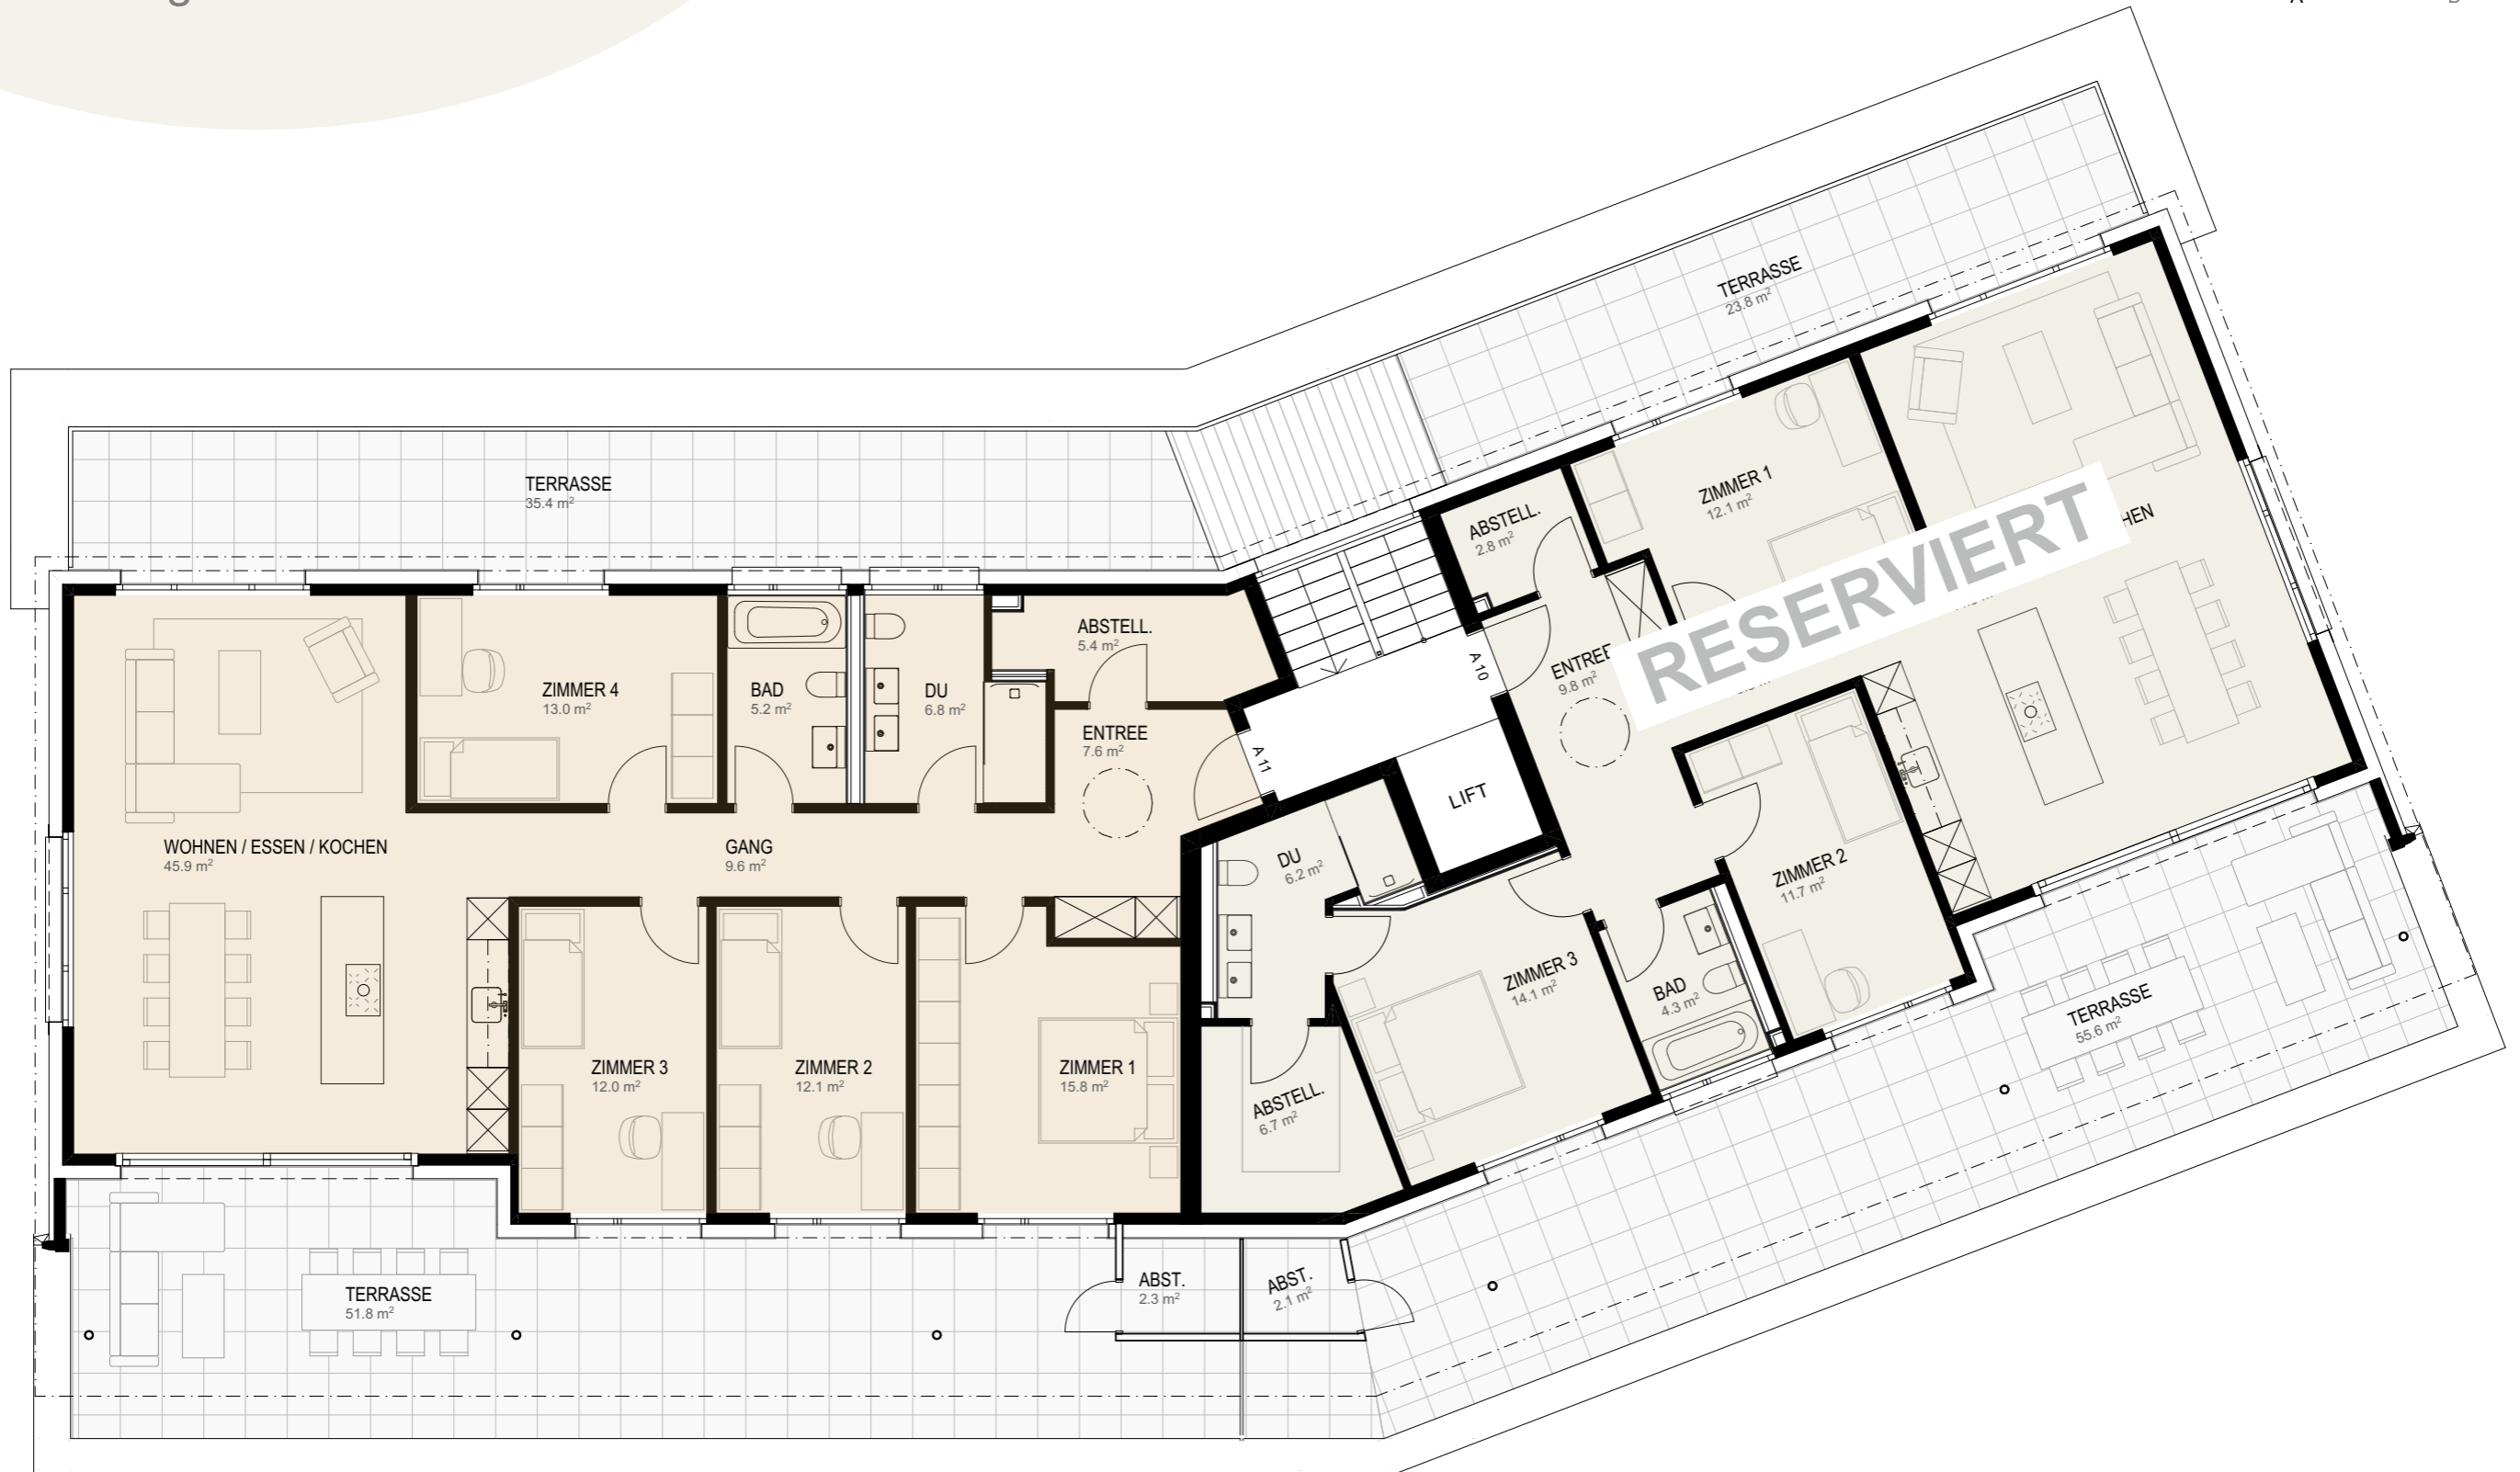 TERRASSE
23.8 m²
TERRASSE
35.4 m²
ZIMMER 1
12.1 m²
ABSTELL.
2.8 m²
RESERVIERT
ENTREE
9.8 m²
A 10
ABSTELL.
5.4 m²
ZIMMER 4
13.0 m²
BAD
5.2 m²
DU
6.8 m²
ENTREE
7.6 m²
A 11
LIFT
WOHNEN / ESSEN / KOCHEN
45.9 m²
GANG
9.6 m²
DU
6.2 m²
ZIMMER 2
11.7 m²
ZIMMER 3
14.1 m²
BAD
4.3 m²
TERRASSE
55.6 m²
ZIMMER 3
12.0 m²
ZIMMER 2
12.1 m²
ZIMMER 1
15.8 m²
ABSTELL.
6.7 m²
TERRASSE
51.8 m²
ABST.
2.3 m²
ABST.
2.1 m²